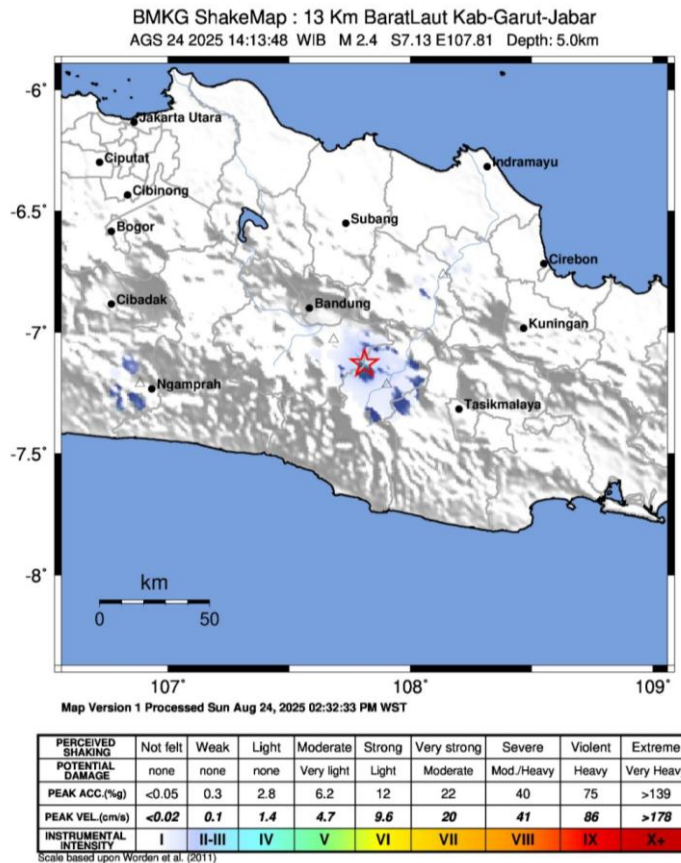 BMKG ShakeMap : 13 Km BaratLaut Kab-Garut-Jabar
AGS 24 2025 14:13:48 WIB M 2.4 S7.13 E107.81 Depth: 5.0km
-6°
Jakarta Utara
Ciputat
Indramayu
Cibinong
-6.5°
Subang
Bogor
Cirebon
Cibadak
Bandung
Kuningan
-7°
Ngamprah
Tasikmalaya
-7.5°
-8°
km
0 50
107° 108° 109°
Map Version 1 Processed Sun Aug 24, 2025 02:32:33 PM WST
PERCEIVED SHAKING Not felt Weak Light Moderate Strong Very strong Severe Violent Extreme
POTENTIAL DAMAGE none none none Very light Light Moderate Mod./Heavy Heavy Very Heav
PEAK ACC.(%g) <0.05 0.3 2.8 6.2 12 22 40 75 >139
PEAK VEL.(cm/s) <0.02 0.1 1.4 4.7 9.6 20 41 86 >178
INSTRUMENTAL INTENSITY I II-III IV V VI VII VIII IX X+
Scale based upon Worden et al. (2011)